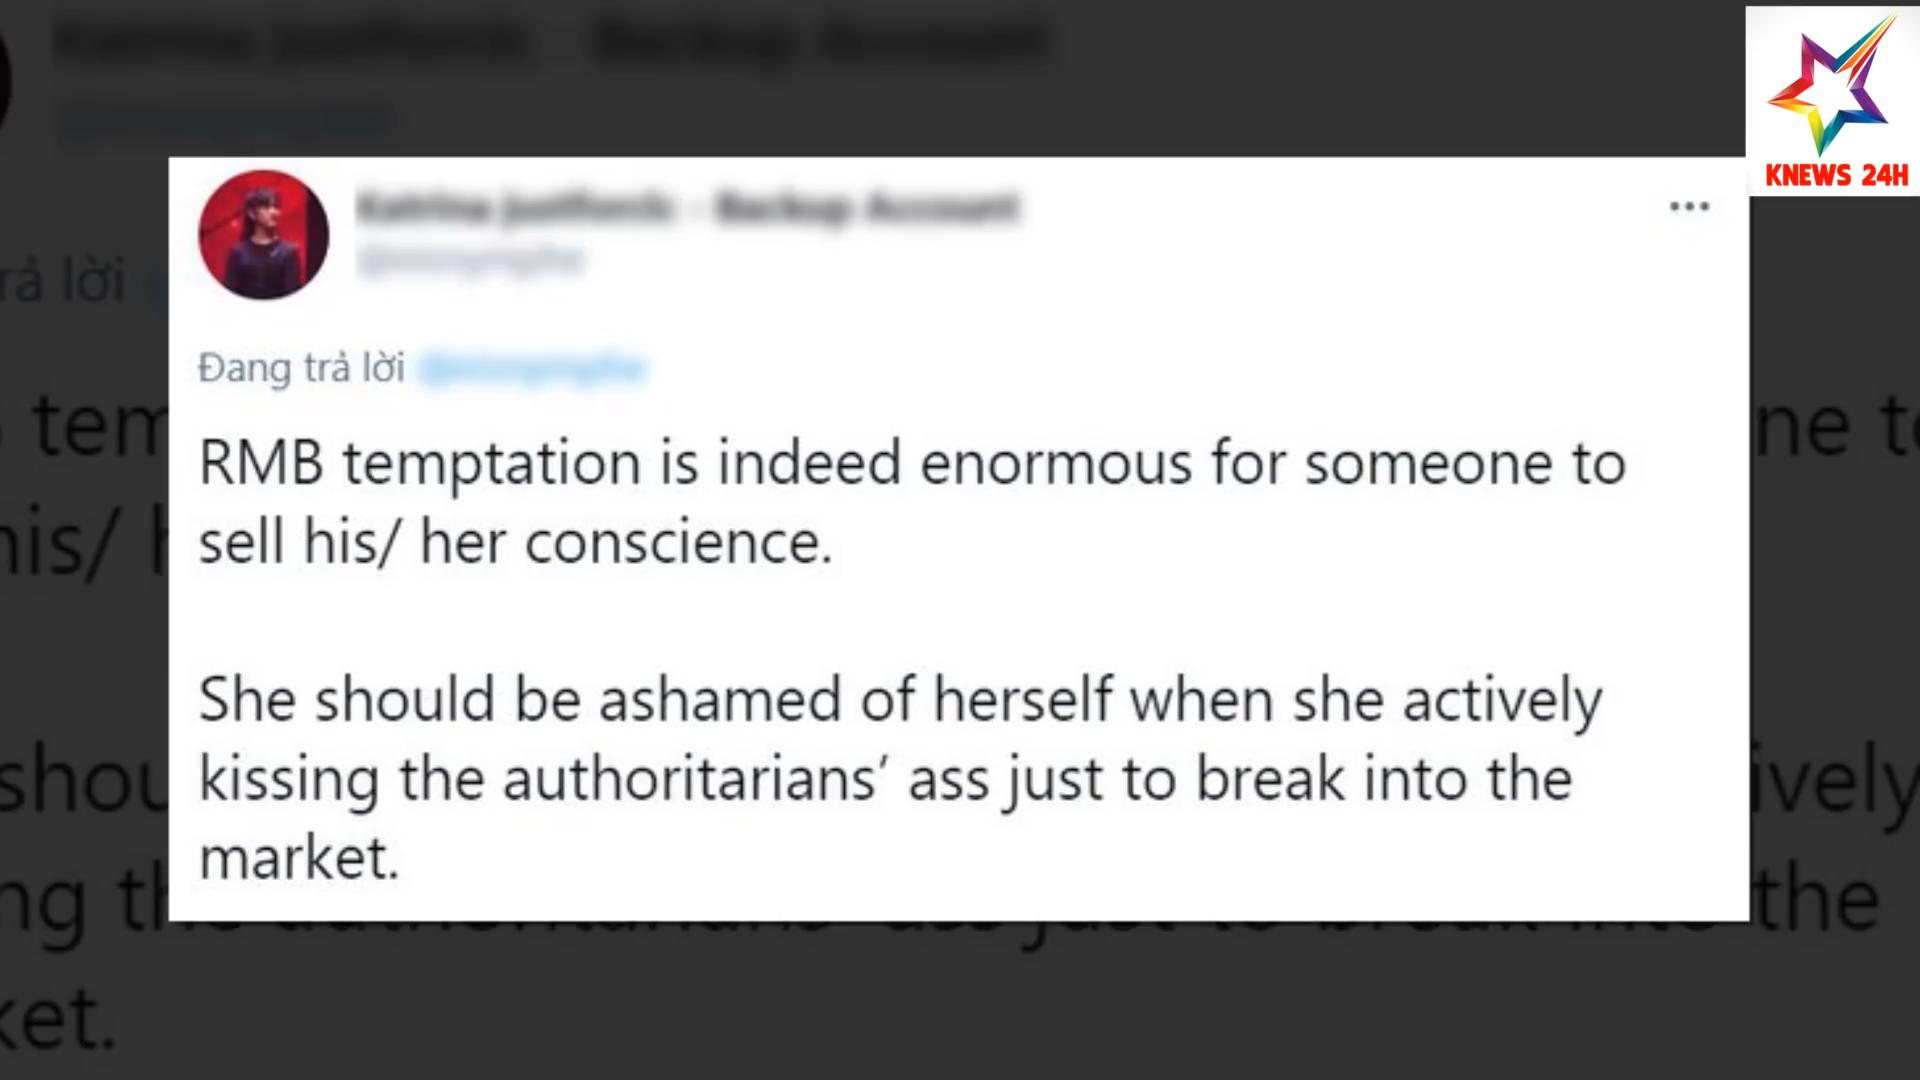 KNEWS 24H
Đang trả lời
RMB temptation is indeed enormous for someone to
sell his/ her conscience.
She should be ashamed of herself when she actively
kissing the authoritarians’ ass just to break into the
market.